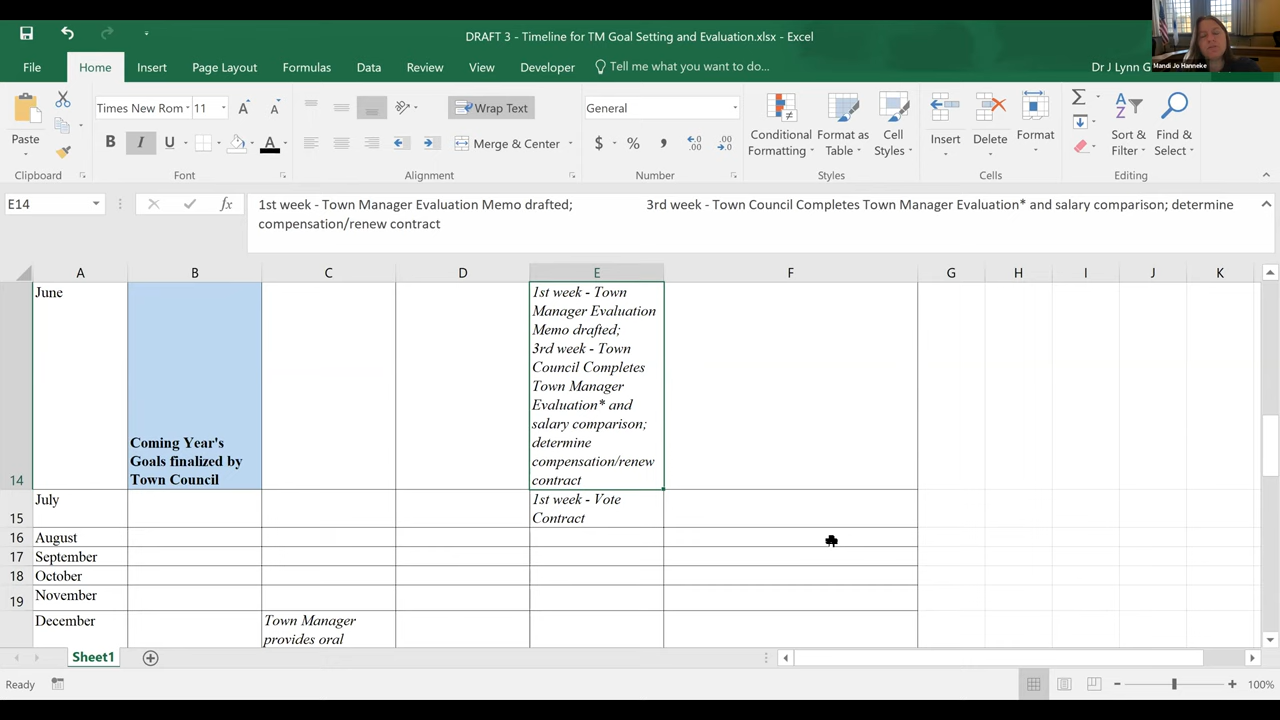 DRAFT 3 - Timeline for TM Goal Setting and Evaluation.xlsx - Excel
Mandi Jo Hanneke
File Home Insert Page Layout Formulas Data Review View Developer Tell me what you want to do... Dr J Lynn G
Times New Rom 11 Wrap Text General
Paste B I U A Merge & Center $ % Conditional Formatting Format as Table Cell Styles Insert Delete Format Sort & Filter Find & Select
Clipboard Font Alignment Number Styles Cells Editing
E14 fx 1st week - Town Manager Evaluation Memo drafted; 3rd week - Town Council Completes Town Manager Evaluation* and salary comparison; determine
compensation/renew contract
A B C D E F G H I J K
June
1st week - Town
Manager Evaluation
Memo drafted;
3rd week - Town
Council Completes
Town Manager
Evaluation* and
salary comparison;
determine
compensation/renew
contract
Coming Year's
Goals finalized by
Town Council
14
July
1st week - Vote
Contract
15
16 August
17 September
18 October
19 November
December
Town Manager
provides oral
Sheet1
Ready 100%